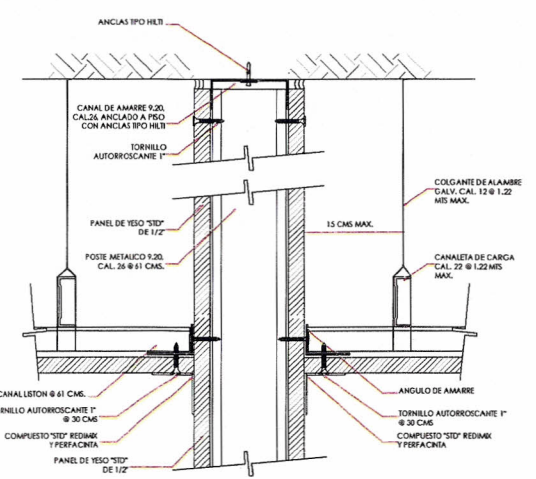 ANCLAS TIPO HILTI
CANAL DE AMARRE 9.20,
CAL.26, ANCLADO A PISO
CON ANCLAS TIPO HILTI
TORNILLO
AUTORROSCANTE 1"
PANEL DE YESO "STD"
DE 1/2"
POSTE METALICO 9.20,
CAL. 26 @ 61 CMS.
COLGANTE DE ALAMBRE
GALV. CAL. 12 @ 1.22
MTS MAX.
15 CMS MAX.
CANALETA DE CARGA
CAL. 22 @ 1.22 MTS
MAX.
CANAL LISTON @ 61 CMS.
TORNILLO AUTORROSCANTE 1"
@ 30 CMS
COMPUESTO "STD" REDIMIX
Y PERFACINTA
PANEL DE YESO "STD"
DE 1/2"
ANGULO DE AMARRE
TORNILLO AUTORROSCANTE 1"
@ 30 CMS
COMPUESTO "STD" REDIMIX
Y PERFACINTA